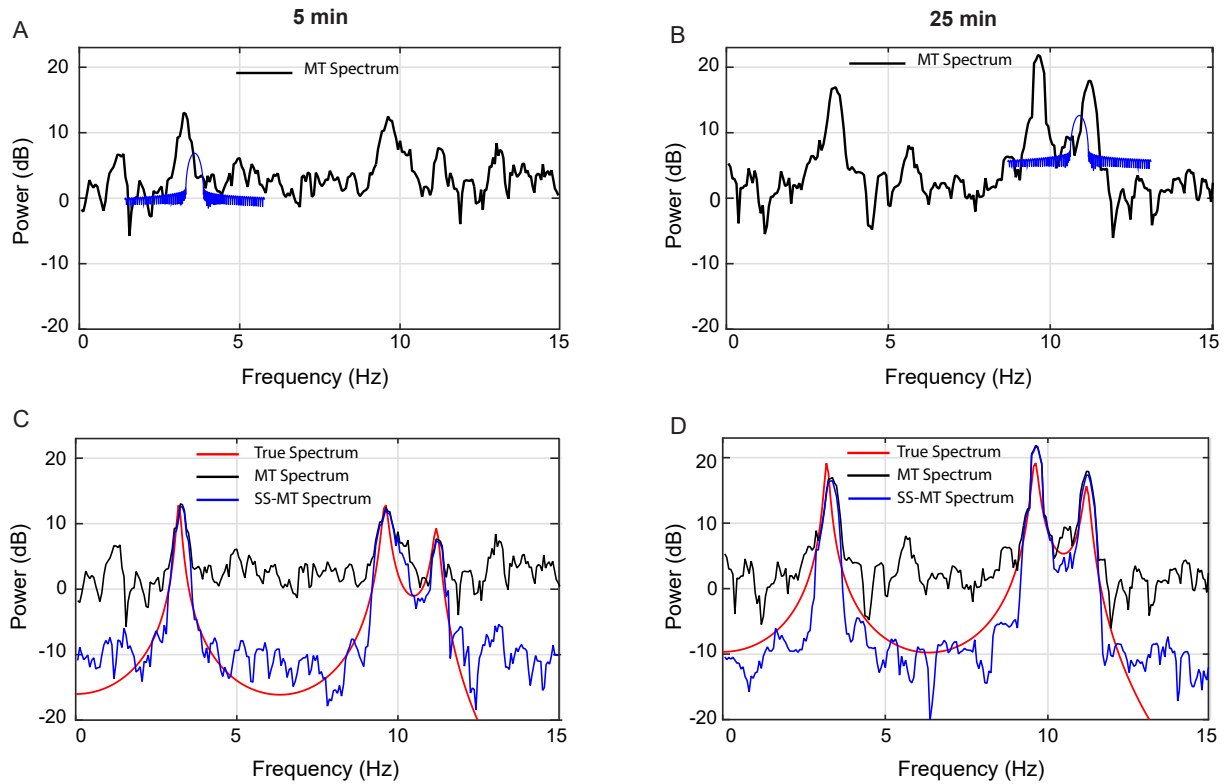 5 min
25 min
A
MT Spectrum
20
10
0
-10
-20
Power (dB)
0 5 10 15
Frequency (Hz)
B
MT Spectrum
20
10
0
-10
-20
Power (dB)
0 5 10 15
Frequency (Hz)
C
True Spectrum
MT Spectrum
SS-MT Spectrum
20
10
0
-10
-20
Power (dB)
0 5 10 15
Frequency (Hz)
D
True Spectrum
MT Spectrum
SS-MT Spectrum
20
10
0
-10
-20
Power (dB)
0 5 10 15
Frequency (Hz)